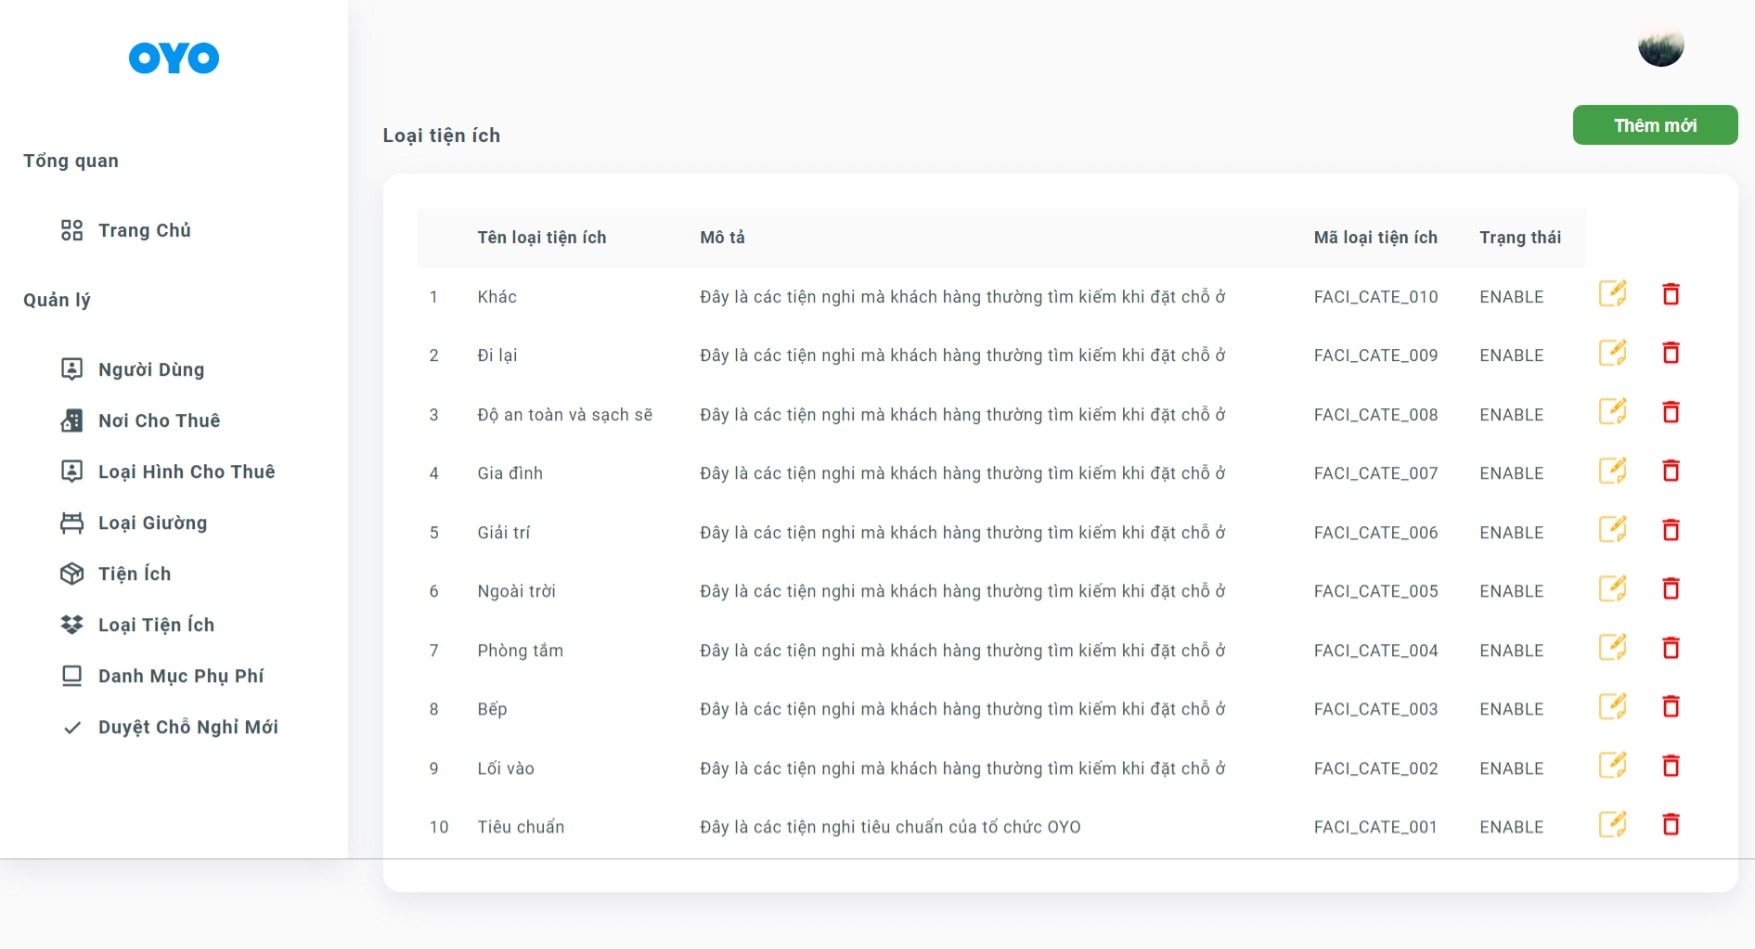 OYO
Tổng quan
Trang Chủ
Quản lý
Người Dùng
Nơi Cho Thuê
Loại Hình Cho Thuê
Loại Giường
Tiện Ích
Loại Tiện Ích
Danh Mục Phụ Phí
Duyệt Chỗ Nghỉ Mới
Loại tiện ích
Thêm mới
Tên loại tiện ích Mô tả Mã loại tiện ích Trạng thái
1 Khác Đây là các tiện nghi mà khách hàng thường tìm kiếm khi đặt chỗ ở FACI_CATE_010 ENABLE
2 Đi lại Đây là các tiện nghi mà khách hàng thường tìm kiếm khi đặt chỗ ở FACI_CATE_009 ENABLE
3 Độ an toàn và sạch sẽ Đây là các tiện nghi mà khách hàng thường tìm kiếm khi đặt chỗ ở FACI_CATE_008 ENABLE
4 Gia đình Đây là các tiện nghi mà khách hàng thường tìm kiếm khi đặt chỗ ở FACI_CATE_007 ENABLE
5 Giải trí Đây là các tiện nghi mà khách hàng thường tìm kiếm khi đặt chỗ ở FACI_CATE_006 ENABLE
6 Ngoài trời Đây là các tiện nghi mà khách hàng thường tìm kiếm khi đặt chỗ ở FACI_CATE_005 ENABLE
7 Phòng tắm Đây là các tiện nghi mà khách hàng thường tìm kiếm khi đặt chỗ ở FACI_CATE_004 ENABLE
8 Bếp Đây là các tiện nghi mà khách hàng thường tìm kiếm khi đặt chỗ ở FACI_CATE_003 ENABLE
9 Lối vào Đây là các tiện nghi mà khách hàng thường tìm kiếm khi đặt chỗ ở FACI_CATE_002 ENABLE
10 Tiêu chuẩn Đây là các tiện nghi tiêu chuẩn của tổ chức OYO FACI_CATE_001 ENABLE